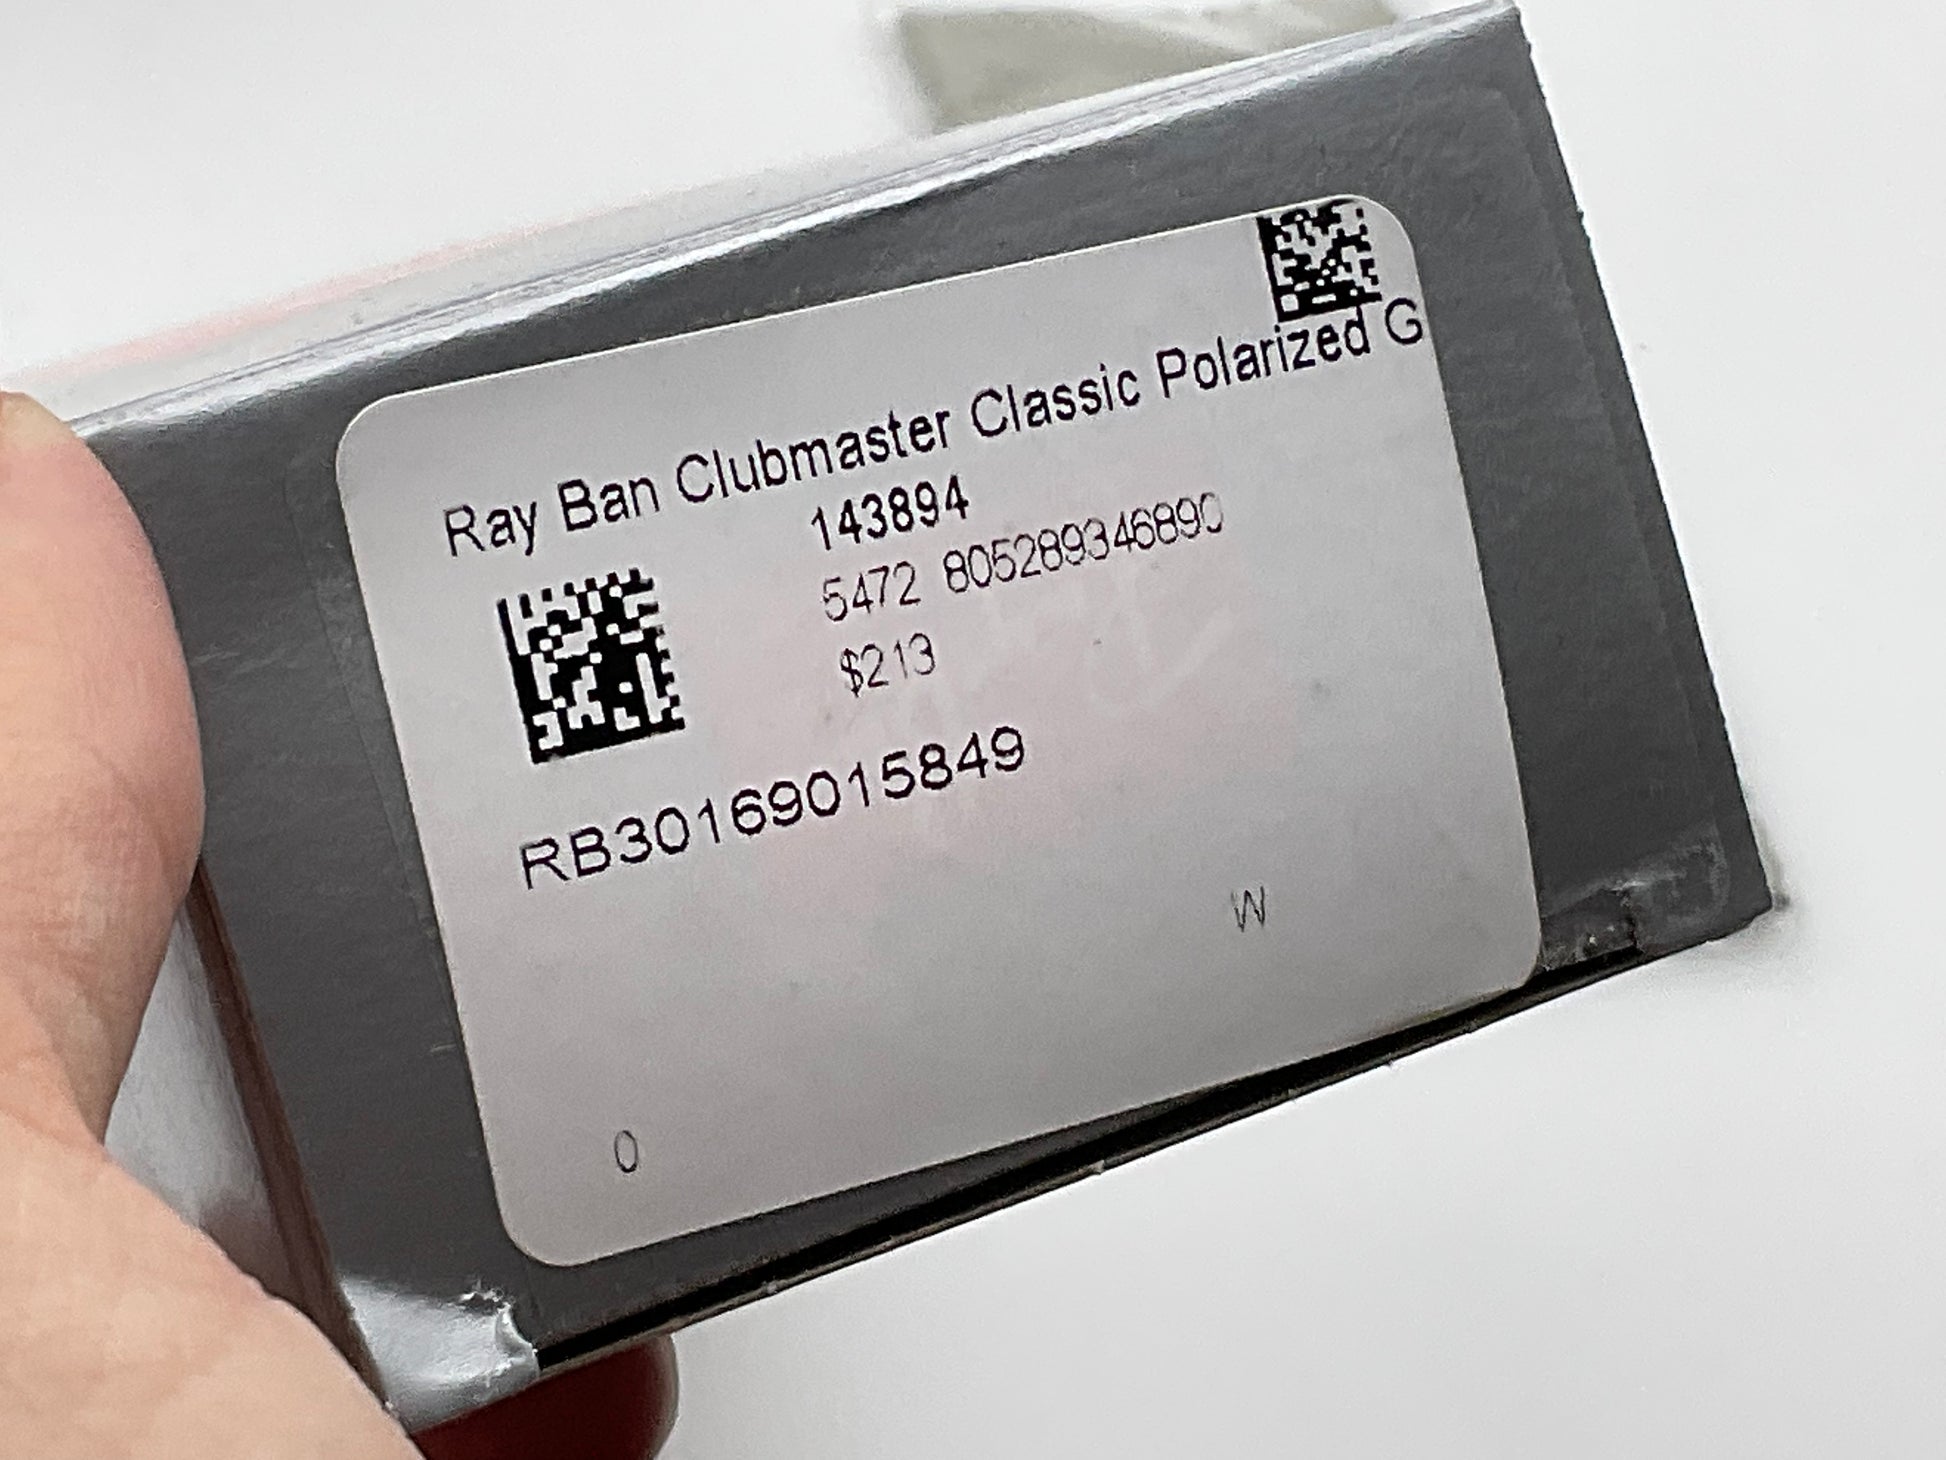 Ray Ban Clubmaster Classic Polarized G
143894
5472 805289346890
$213
RB30169015849
W
0